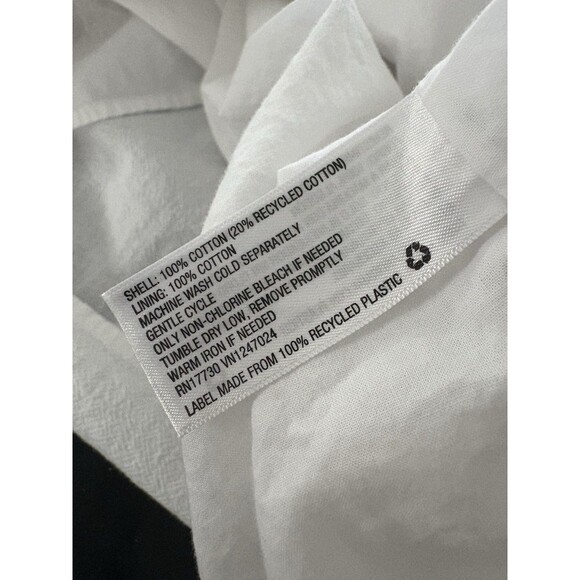 SHELL: 100% COTTON (20% RECYCLED COTTON)
LINING: 100% COTTON
MACHINE WASH COLD SEPARATELY
GENTLE CYCLE
ONLY NON-CHLORINE BLEACH IF NEEDED
TUMBLE DRY LOW, REMOVE PROMPTLY
WARM IRON IF NEEDED
RN17730 VN1247024
LABEL MADE FROM 100% RECYCLED PLASTIC